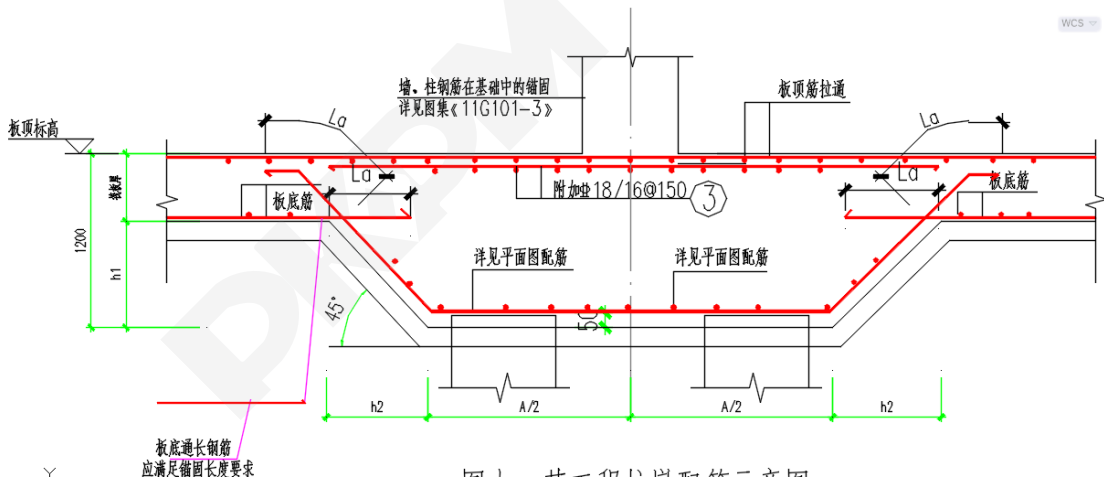 WCS
墙、柱钢筋在基础中的锚固
详见图集《11G101-3》
板顶筋拉通
板顶标高
La
La
La
La
附加⌽18/16@150
3
筏板厚
板底筋
板底筋
1200
h1
详见平面图配筋
详见平面图配筋
45°
50
h2
A/2
A/2
h2
板底通长钢筋
应满足锚固长度要求
Y
PKPM